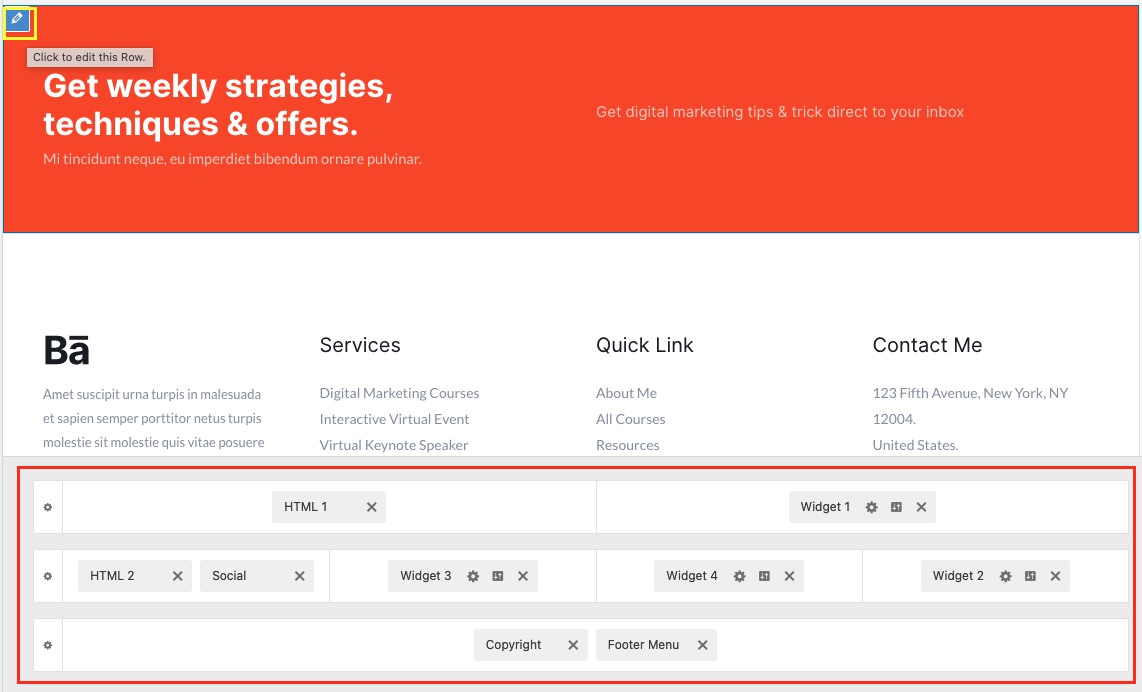 Click to edit this Row.
Get weekly strategies,
techniques & offers.
Mi tincidunt neque, eu imperdiet bibendum ornare pulvinar.
Get digital marketing tips & trick direct to your inbox
Bā
Amet suscipit urna turpis in malesuada
et sapien semper porttitor netus turpis
molestie sit molestie quis vitae posuere
Services
Digital Marketing Courses
Interactive Virtual Event
Virtual Keynote Speaker
Quick Link
About Me
All Courses
Resources
Contact Me
123 Fifth Avenue, New York, NY
12004.
United States.
HTML 1
Widget 1
HTML 2
Social
Widget 3
Widget 4
Widget 2
Copyright
Footer Menu